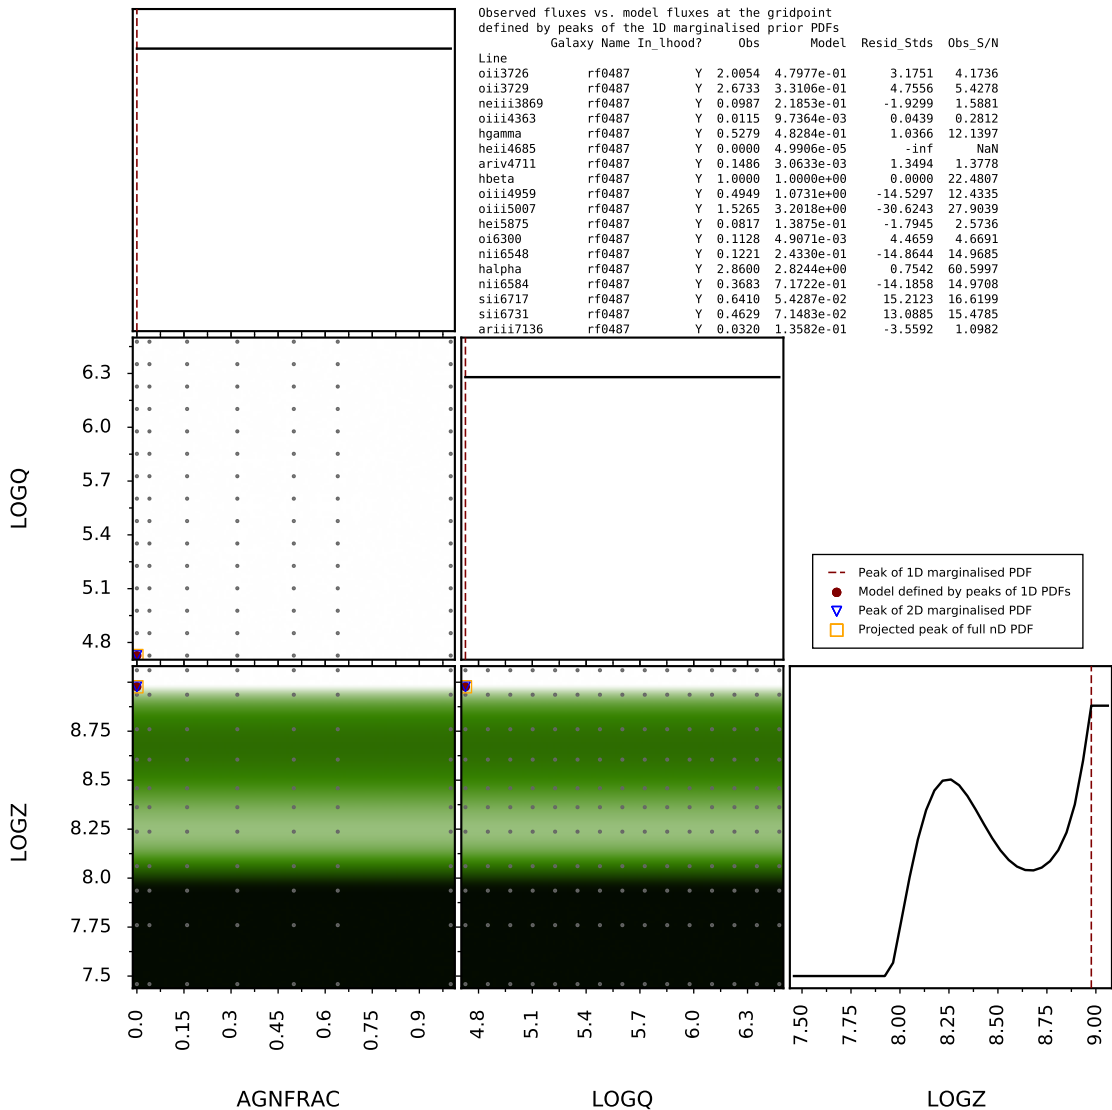 Observed fluxes vs. model fluxes at the gridpoint
defined by peaks of the 1D marginalised prior PDFs
Galaxy Name In_lhood? Obs Model Resid_Stds Obs_S/N
Line
oii3726 rf0487 Y 2.0054 4.7977e-01 3.1751 4.1736
oii3729 rf0487 Y 2.6733 3.3106e-01 4.7556 5.4278
neiii3869 rf0487 Y 0.0987 2.1853e-01 -1.9299 1.5881
oiii4363 rf0487 Y 0.0115 9.7364e-03 0.0439 0.2812
hgamma rf0487 Y 0.5279 4.8284e-01 1.0366 12.1397
heii4685 rf0487 Y 0.0000 4.9906e-05 -inf NaN
ariv4711 rf0487 Y 0.1486 3.0633e-03 1.3494 1.3778
hbeta rf0487 Y 1.0000 1.0000e+00 0.0000 22.4807
oiii4959 rf0487 Y 0.4949 1.0731e+00 -14.5297 12.4335
oiii5007 rf0487 Y 1.5265 3.2018e+00 -30.6243 27.9039
hei5875 rf0487 Y 0.0817 1.3875e-01 -1.7945 2.5736
oi6300 rf0487 Y 0.1128 4.9071e-03 4.4659 4.6691
nii6548 rf0487 Y 0.1221 2.4330e-01 -14.8644 14.9685
halpha rf0487 Y 2.8600 2.8244e+00 0.7542 60.5997
nii6584 rf0487 Y 0.3683 7.1722e-01 -14.1858 14.9708
sii6717 rf0487 Y 0.6410 5.4287e-02 15.2123 16.6199
sii6731 rf0487 Y 0.4629 7.1483e-02 13.0885 15.4785
ariii7136 rf0487 Y 0.0320 1.3582e-01 -3.5592 1.0982
LOGQ
6.3
6.0
5.7
5.4
5.1
4.8
Peak of 1D marginalised PDF
Model defined by peaks of 1D PDFs
Peak of 2D marginalised PDF
Projected peak of full nD PDF
LOGZ
8.75
8.5
8.25
8.0
7.75
7.5
0.0 0.15 0.3 0.45 0.6 0.75 0.9
4.8 5.1 5.4 5.7 6.0 6.3
7.50 7.75 8.00 8.25 8.50 8.75 9.00
AGNFRAC LOGQ LOGZ